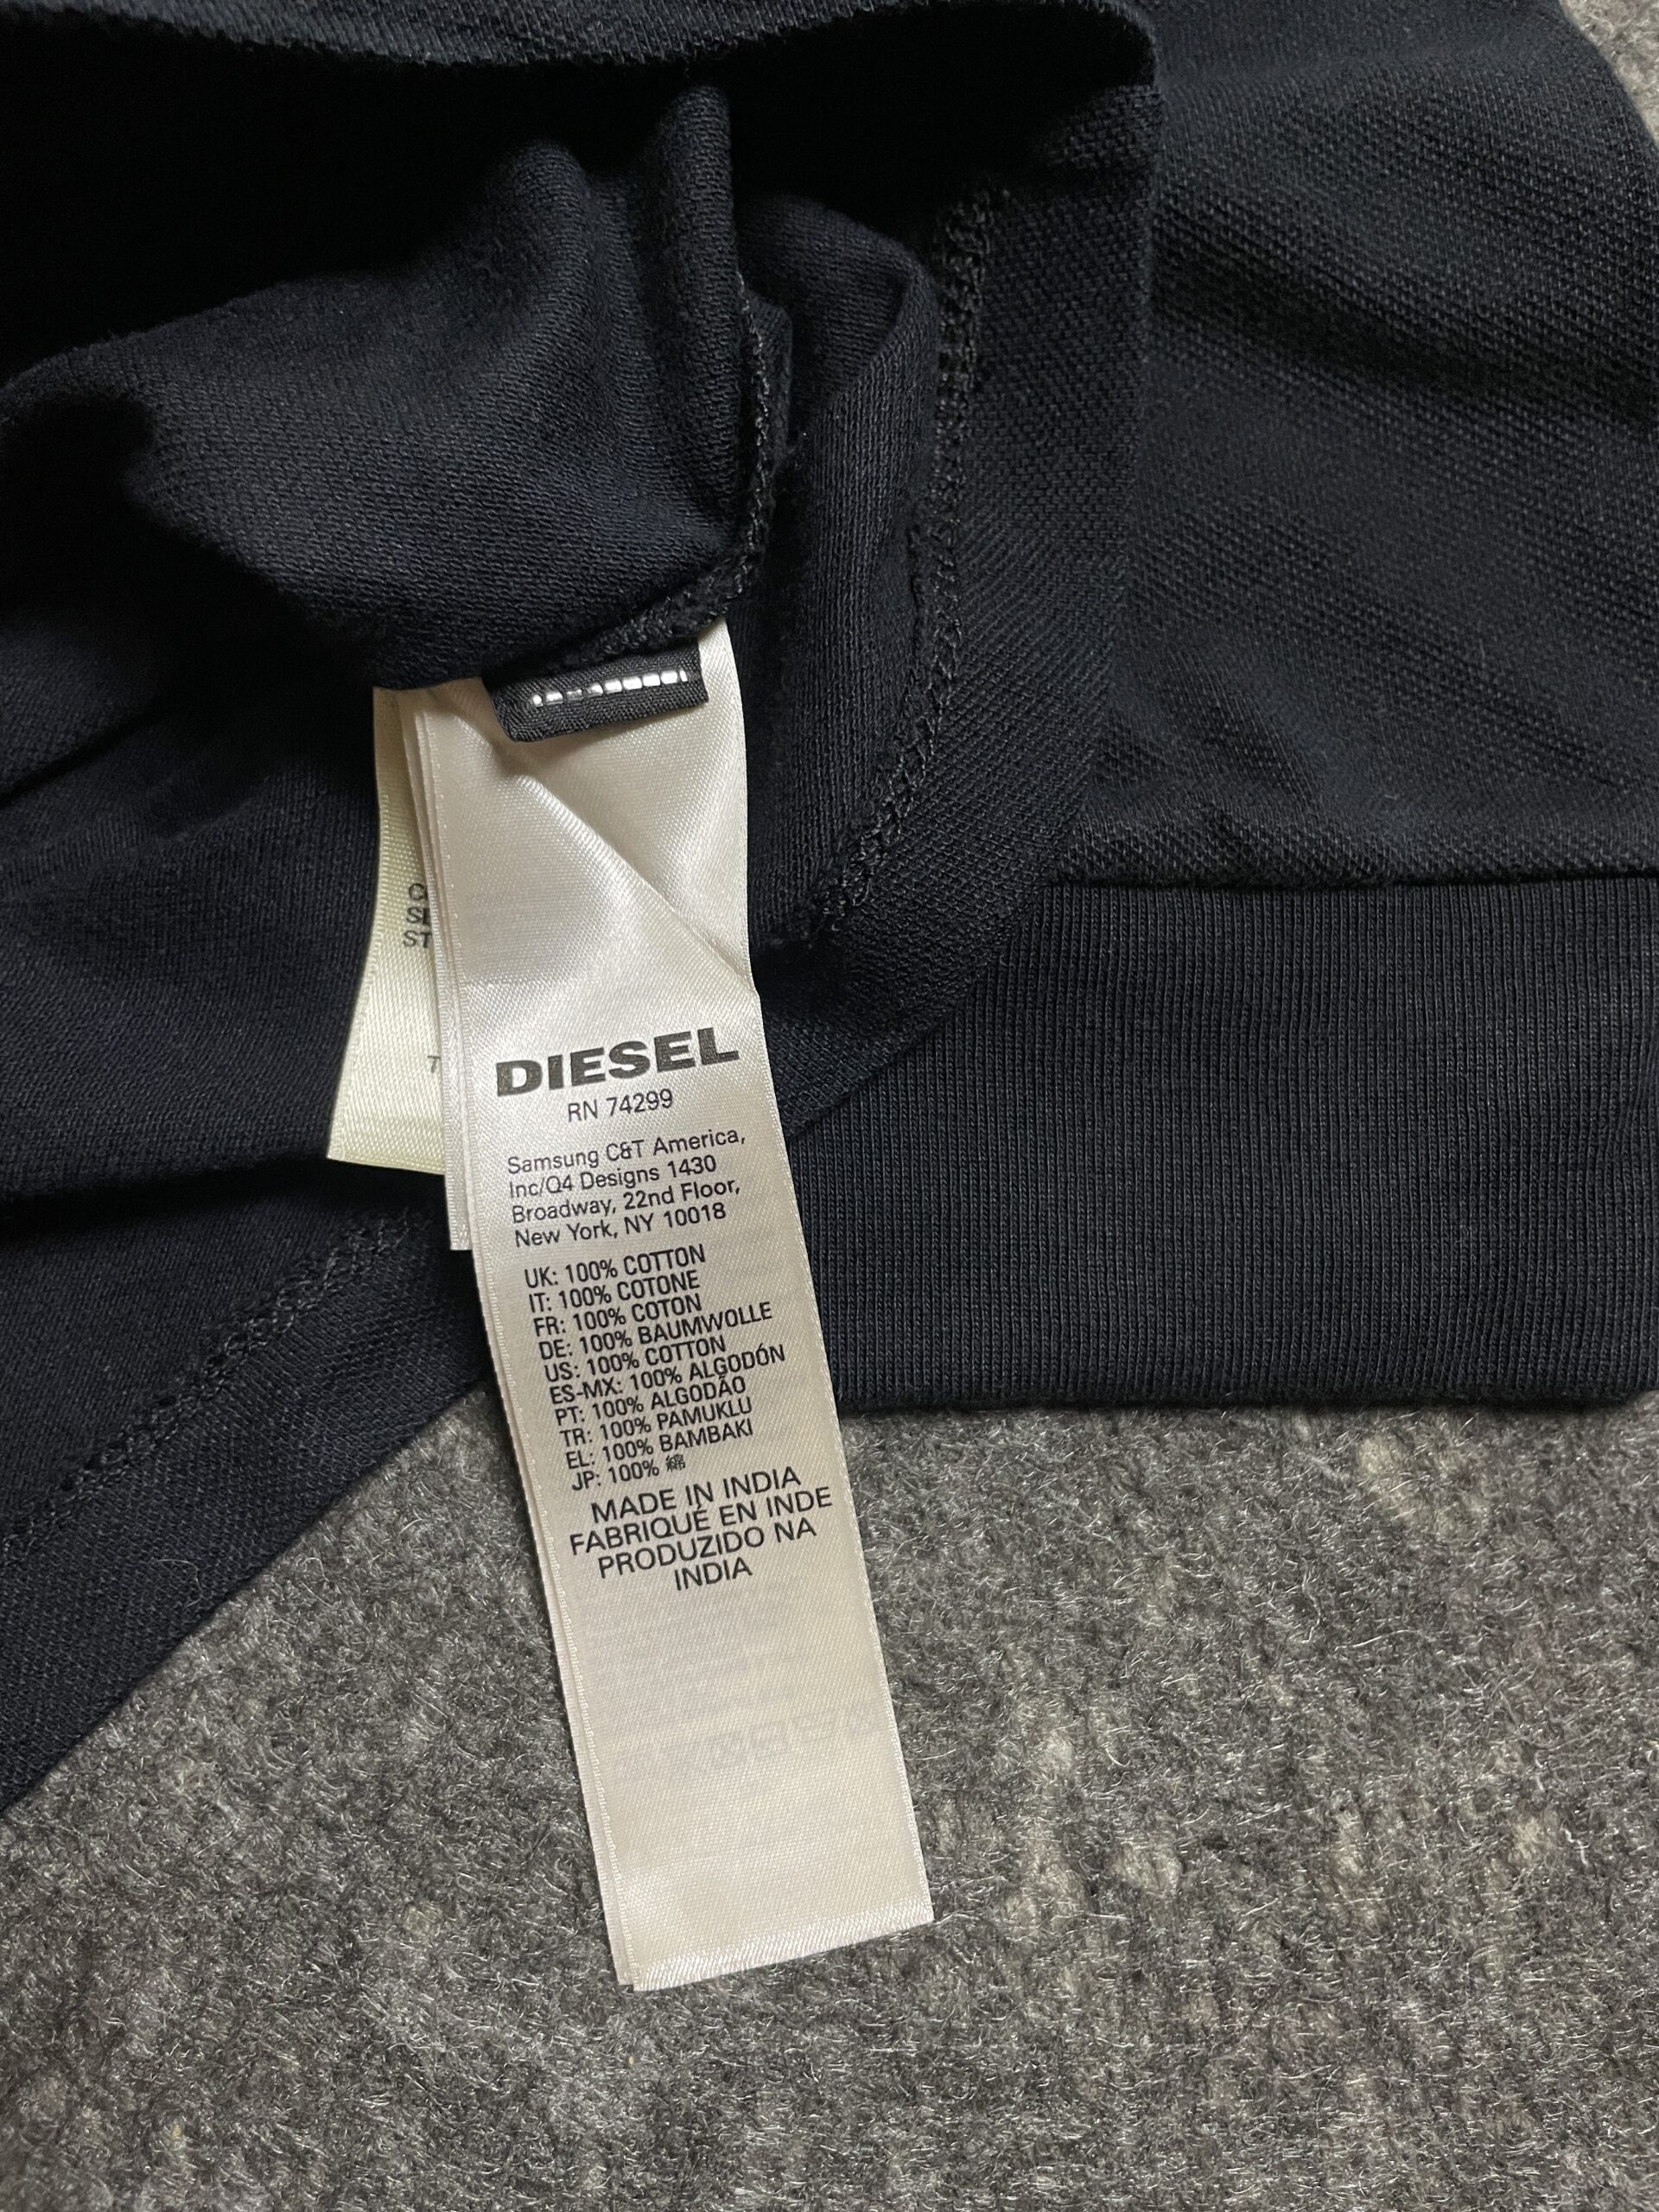 O
SE
ST
T
DIESEL
RN 74299
Samsung C&T America,
Inc/Q4 Designs 1430
Broadway, 22nd Floor,
New York, NY 10018
UK: 100% COTTON
IT: 100% COTONE
FR: 100% COTON
DE: 100% BAUMWOLLE
US: 100% COTTON
ES-MX: 100% ALGODÓN
PT: 100% ALGODÃO
TR: 100% PAMUKLU
EL: 100% BAMBAKI
JP: 100% 綿
MADE IN INDIA
FABRIQUÉ EN INDE
PRODUZIDO NA
INDIA